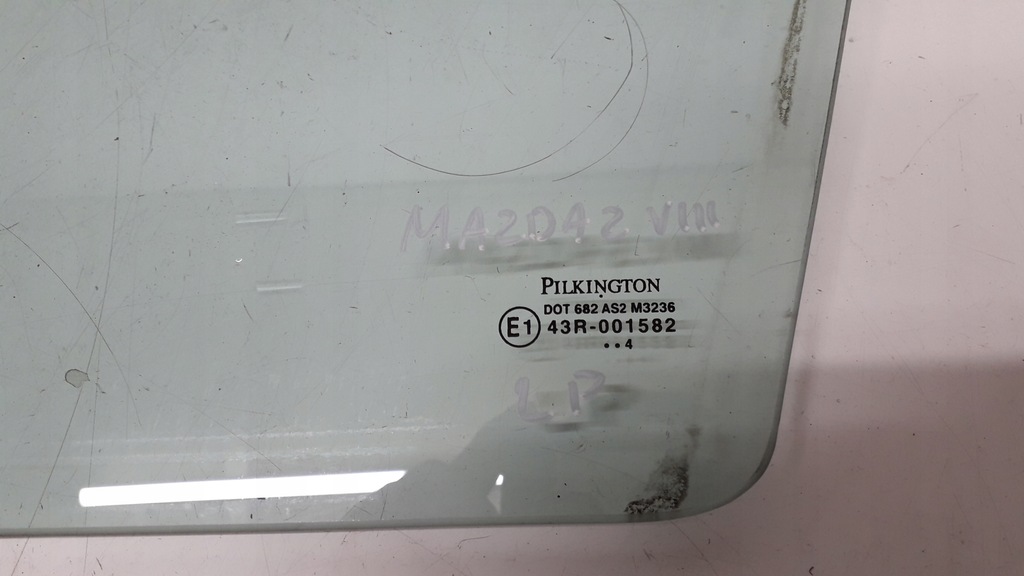 MAZDA 2 VIII
PILKINGTON
DOT 682 AS2 M3236
E1 43R-001582
• • 4
LP